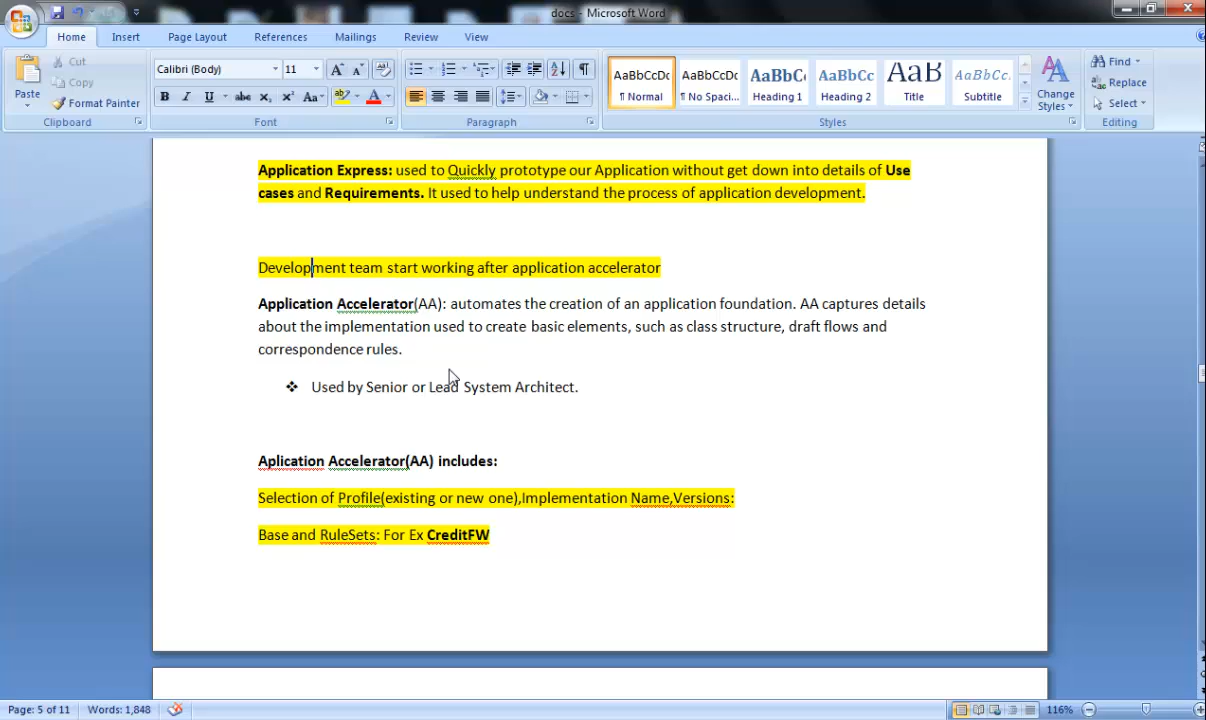 docs - Microsoft Word
Home Insert Page Layout References Mailings Review View
Paste
Cut
Copy
Format Painter
Clipboard
Calibri (Body) 11
B I U abc x₂ x² Aa
ab A
Font
Paragraph
AaBbCcDc AaBbCcDc AaBbC AaBbCc AaB AaBbCc.
¶ Normal ¶ No Spaci... Heading 1 Heading 2 Title Subtitle
Change Styles
Styles
Find
Replace
Select
Editing
Application Express: used to Quickly prototype our Application without get down into details of Use
cases and Requirements. It used to help understand the process of application development.
Development team start working after application accelerator
Application Accelerator(AA): automates the creation of an application foundation. AA captures details
about the implementation used to create basic elements, such as class structure, draft flows and
correspondence rules.
❖ Used by Senior or Lead System Architect.
Aplication Accelerator(AA) includes:
Selection of Profile(existing or new one),Implementation Name,Versions:
Base and RuleSets: For Ex CreditFW
Page: 5 of 11 Words: 1,848 116%